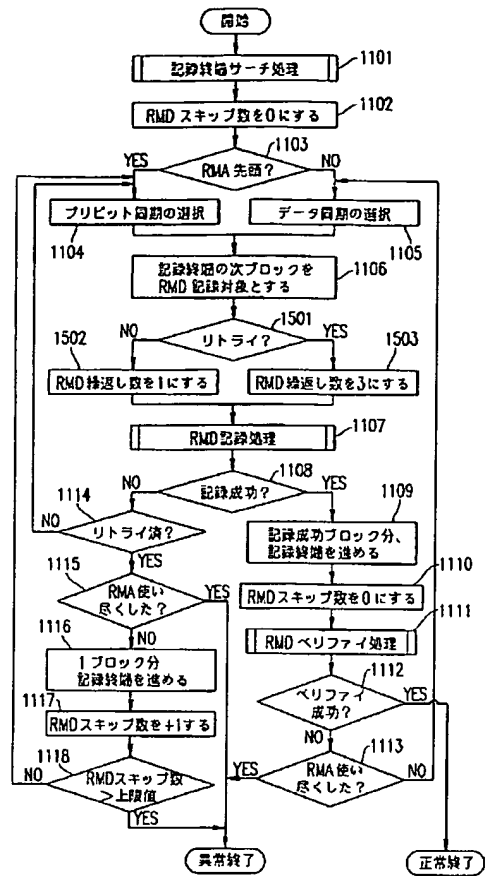 開始
記録終端サーチ処理
1101
RMDスキップ数を0にする
1102
1103
YES
RMA先頭?
NO
プリピット同期の選択
1104
データ同期の選択
1105
記録終端の次ブロックを
RMD記録対象とする
1106
1501
1502
NO
リトライ?
YES
1503
RMD繰返し数を1にする
RMD繰返し数を3にする
RMD記録処理
1107
1108
NO
記録成功?
YES
1109
1114
NO
リトライ済?
YES
記録成功ブロック分、
記録終端を進める
1110
1115
RMA使い
尽くした?
YES
NO
RMDスキップ数を0にする
1111
RMDベリファイ処理
1116
1ブロック分
記録終端を進める
1112
ベリファイ
成功?
YES
NO
1117
RMDスキップ数を+1する
1113
YES
RMA使い
尽くした?
NO
1118
NO
RMDスキップ数
>上限値
YES
異常終了
正常終了